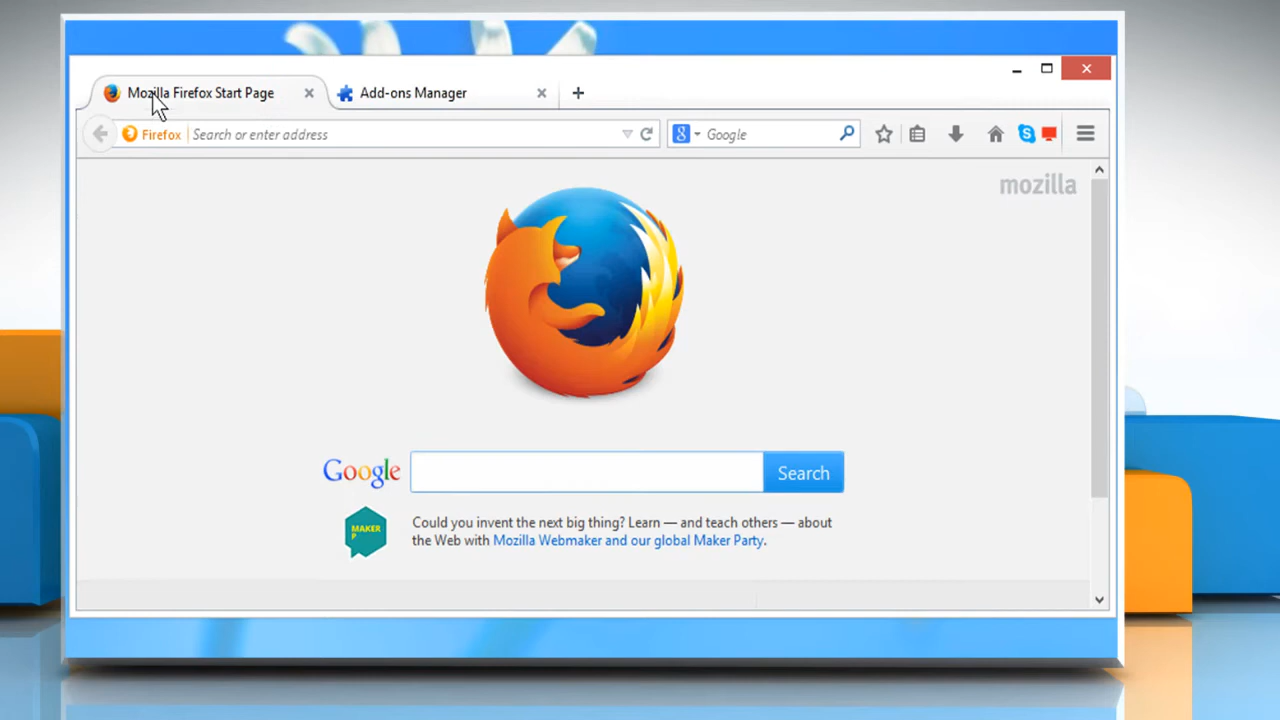 Mozilla Firefox Start Page
Add-ons Manager
Firefox
Search or enter address
8
Google
mozilla
Google
Search
MAKER
P
Could you invent the next big thing? Learn — and teach others — about
the Web with Mozilla Webmaker and our global Maker Party.